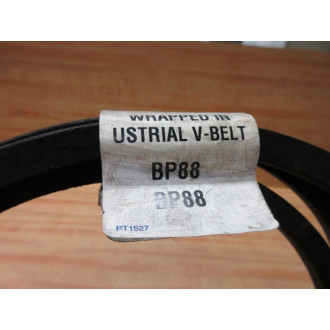 WRAPPED IN
USTRIAL V-BELT
BP88
BP88
PT1527